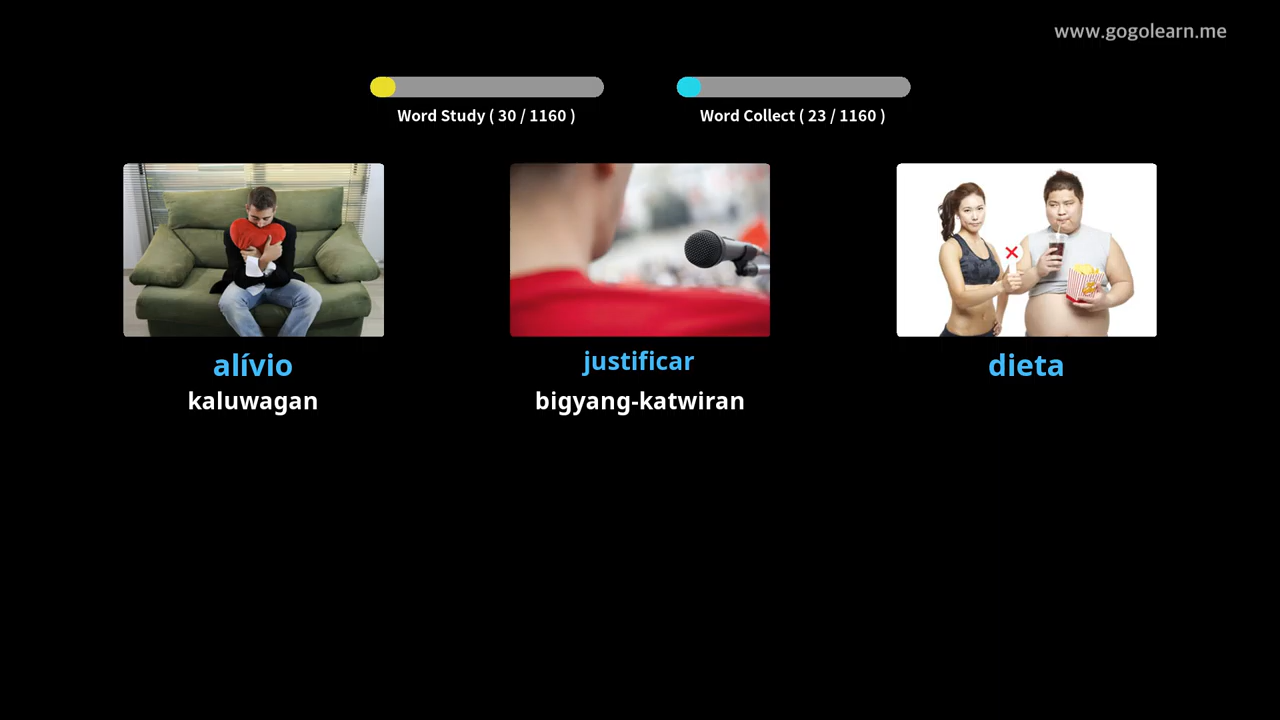 www.gogolearn.me
Word Study ( 30 / 1160 )
Word Collect ( 23 / 1160 )
alívio
justificar
dieta
kaluwagan
bigyang-katwiran